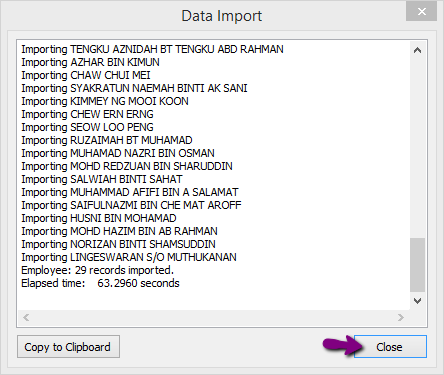 Data Import
Importing TENGKU AZNIDAH BT TENGKU ABD RAHMAN
Importing AZHAR BIN KIMUN
Importing CHAW CHUI MEI
Importing SYAKRATUN NAEMAH BINTI AK SANI
Importing KIMMEY NG MOOI KOON
Importing CHEW ERN ERNG
Importing SEOW LOO PENG
Importing RUZAIMAH BT MUHAMAD
Importing MUHAMAD NAZRI BIN OSMAN
Importing MOHD REDZUAN BIN SHARUDDIN
Importing SALWIAH BINTI SAHAT
Importing MUHAMMAD AFIFI BIN A SALAMAT
Importing SAIFULNAZMI BIN CHE MAT AROFF
Importing HUSNI BIN MOHAMAD
Importing MOHD HAZIM BIN AB RAHMAN
Importing NORIZAN BINTI SHAMSUDDIN
Importing LINGESWARAN S/O MUTHUKANAN
Employee: 29 records imported.
Elapsed time:    63.2960 seconds
Copy to Clipboard
Close